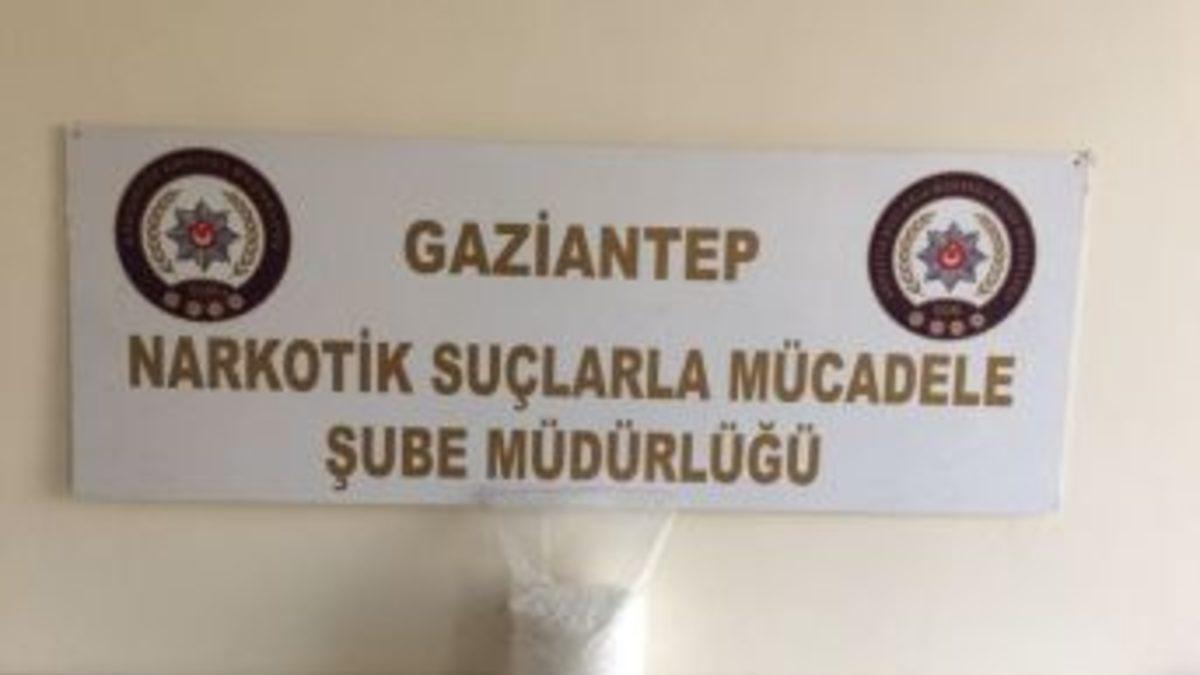 GAZİANTEP
NARKOTİK SUÇLARLA MÜCADELE
ŞUBE MÜDÜRLÜĞÜ